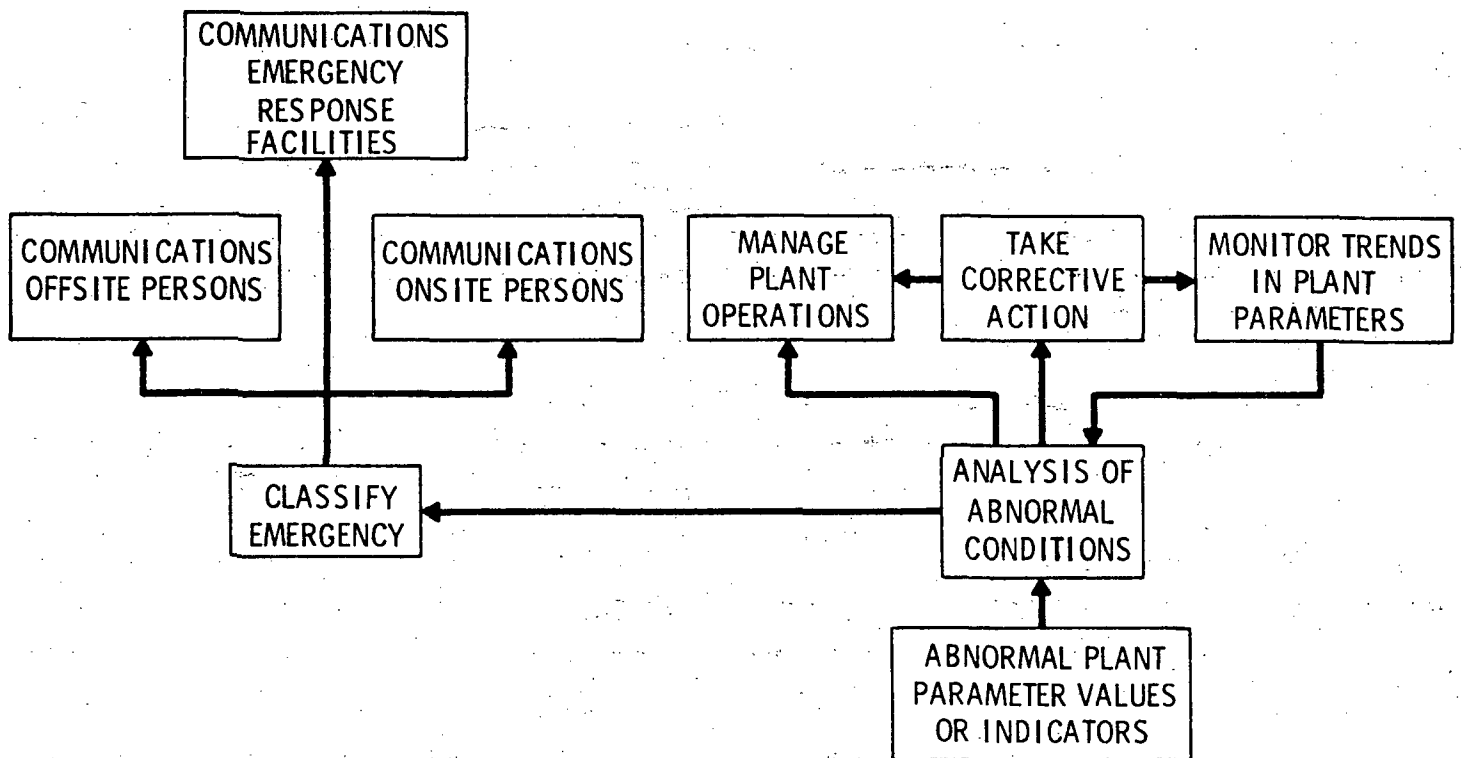 COMMUNICATIONS
EMERGENCY
RESPONSE
FACILITIES
COMMUNICATIONS
OFFSITE PERSONS
COMMUNICATIONS
ONSITE PERSONS
MANAGE
PLANT
OPERATIONS
TAKE
CORRECTIVE
ACTION
MONITOR TRENDS
IN PLANT
PARAMETERS
CLASSIFY
EMERGENCY
ANALYSIS OF
ABNORMAL
CONDITIONS
ABNORMAL PLANT
PARAMETER VALUES
OR INDICATORS